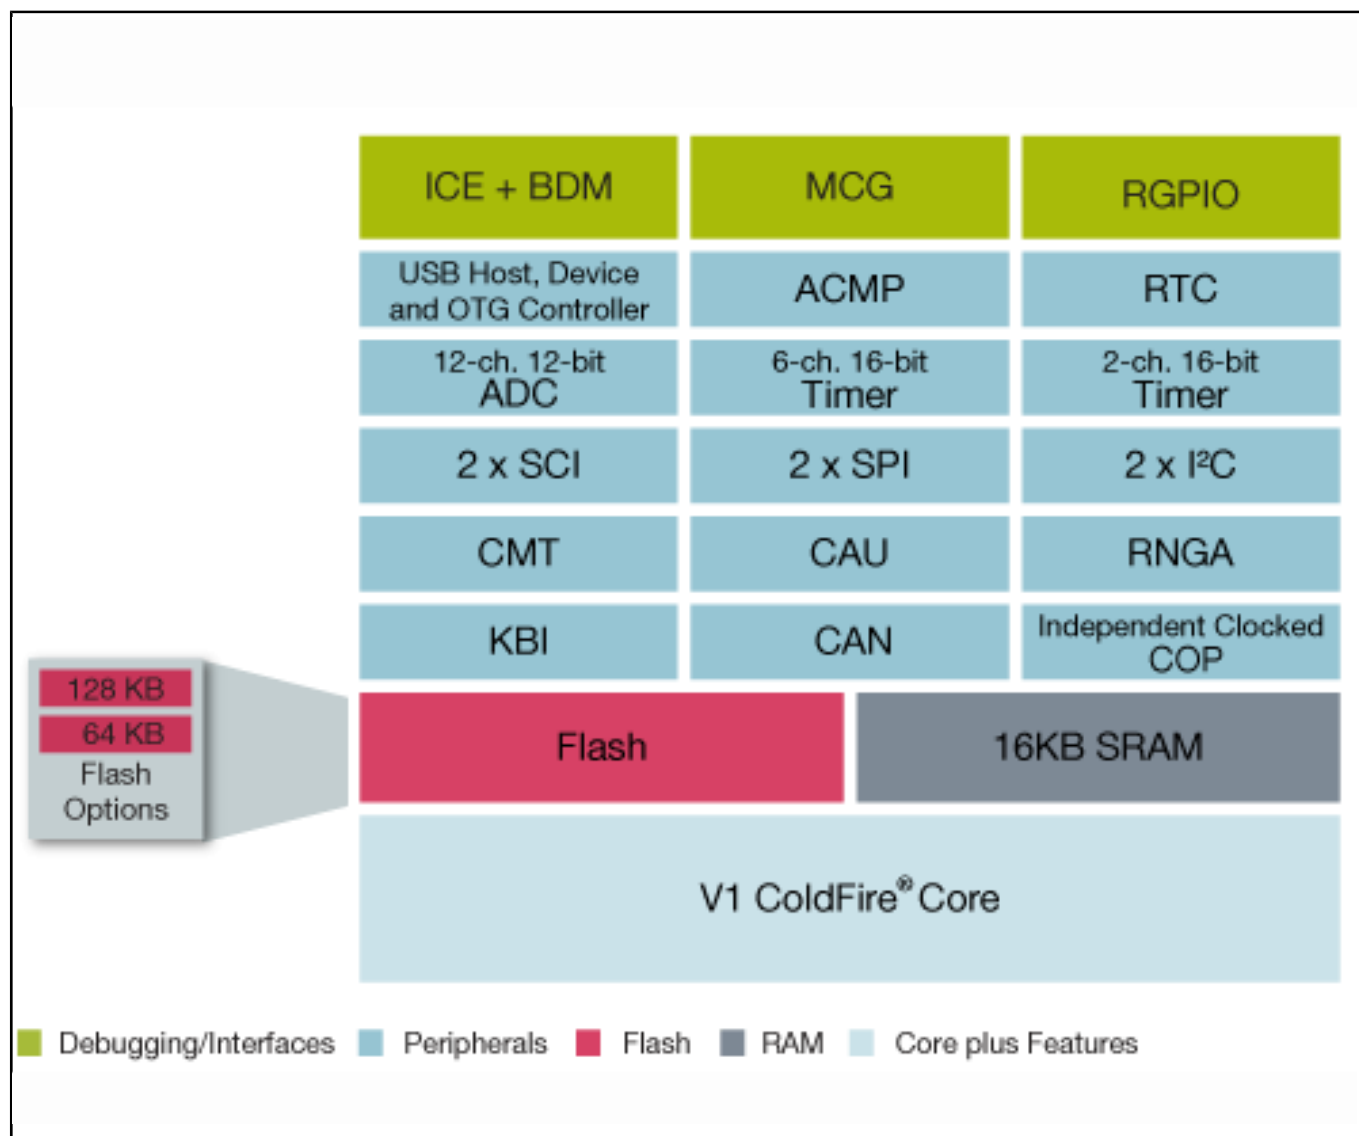 ICE + BDM
MCG
RGPIO
USB Host, Device
and OTG Controller
ACMP
RTC
12-ch. 12-bit
ADC
6-ch. 16-bit
Timer
2-ch. 16-bit
Timer
2 x SCI
2 x SPI
2 x I²C
CMT
CAU
RNGA
KBI
CAN
Independent Clocked
COP
128 KB
64 KB
Flash
Options
Flash
16KB SRAM
V1 ColdFire® Core
Debugging/Interfaces
Peripherals
Flash
RAM
Core plus Features